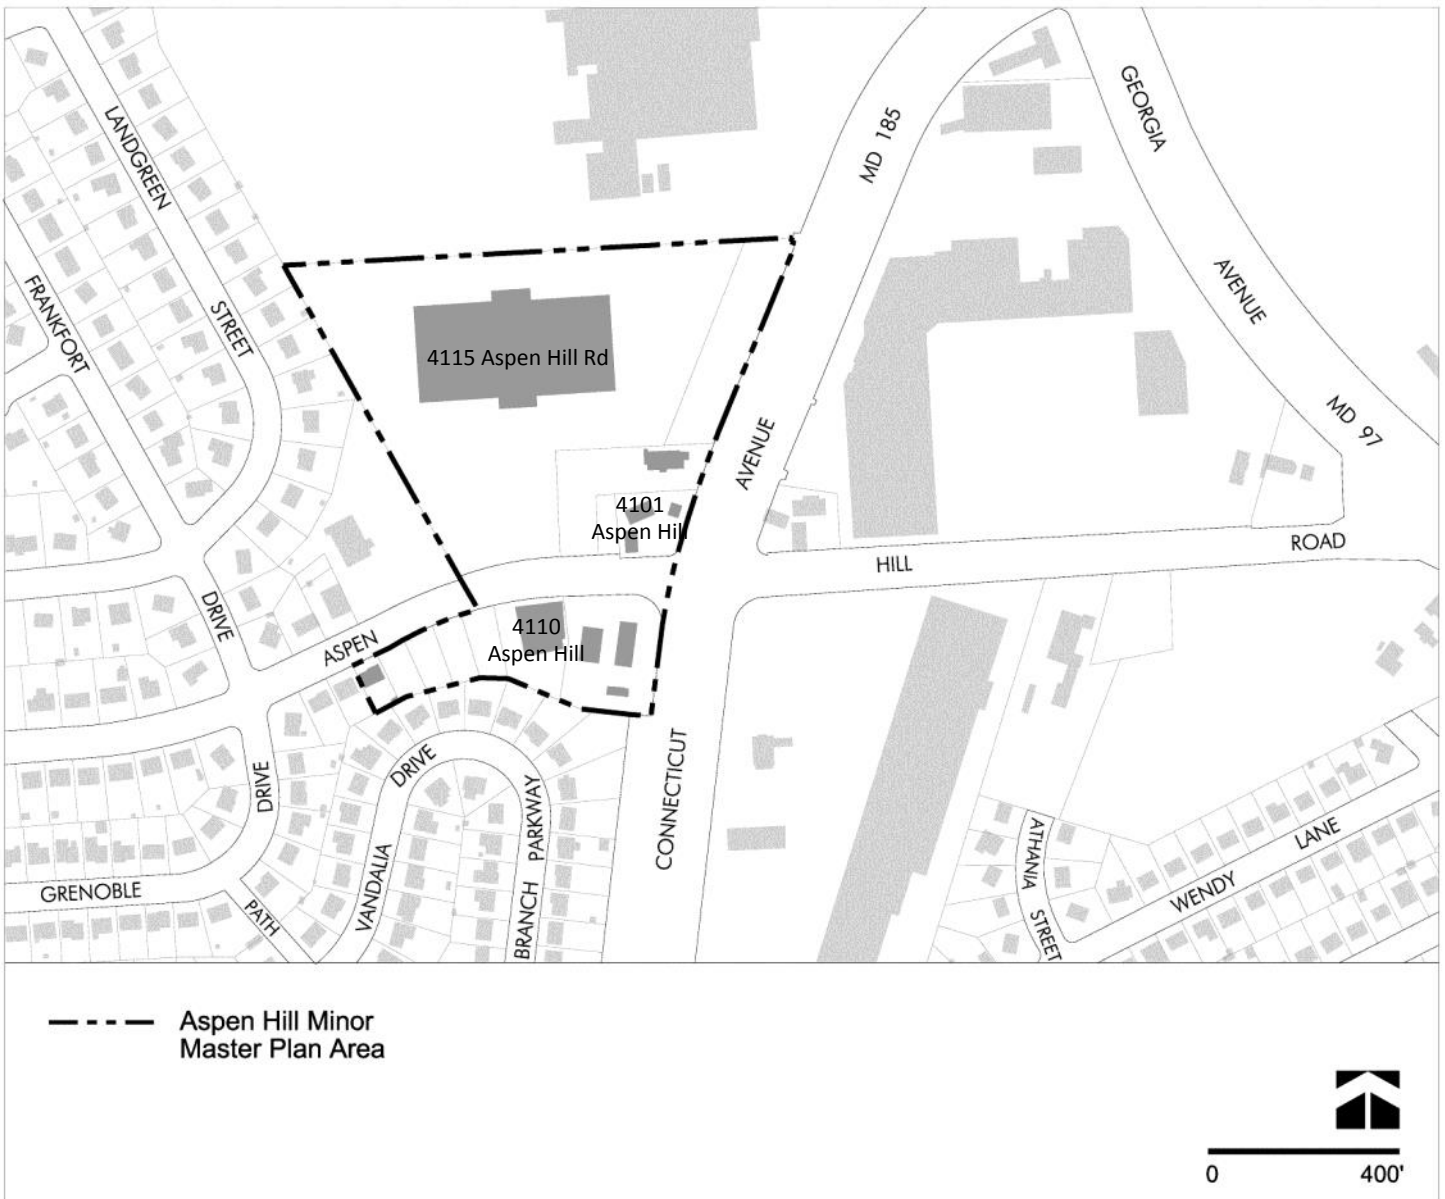 GEORGIA
MD 185
LANDGREEN
STREET
FRANKFORT
AVENUE
4115 Aspen Hill Rd
MD 97
AVENUE
4101
Aspen Hill
HILL
ROAD
DRIVE
ASPEN
4110
Aspen Hill
DRIVE
DRIVE
CONNECTICUT
PARKWAY
BRANCH
VANDALIA
GRENOBLE
PATH
ATHANIA
STREET
WENDY
LANE
Aspen Hill Minor
Master Plan Area
0 400'